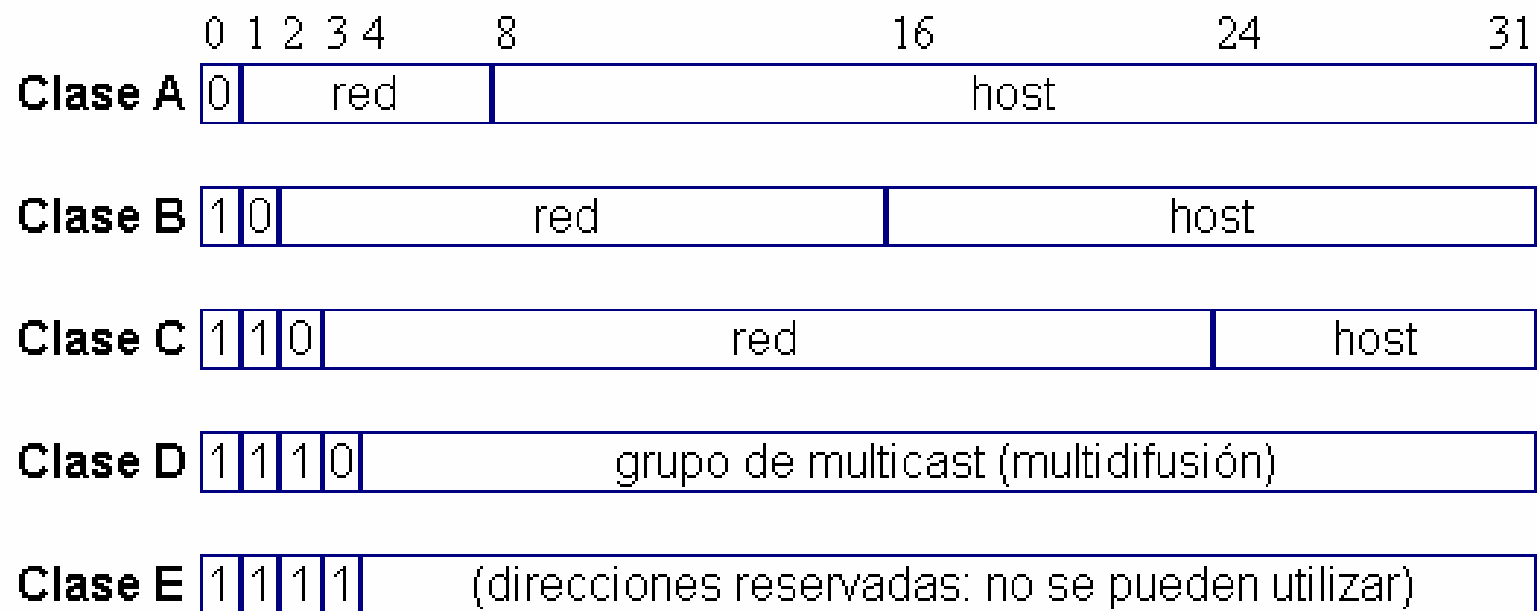 0 1 2 3 4 8 16 24 31
Clase A 0 red host
Clase B 1 0 red host
Clase C 1 1 0 red host
Clase D 1 1 1 0 grupo de multicast (multidifusión)
Clase E 1 1 1 1 (direcciones reservadas: no se pueden utilizar)